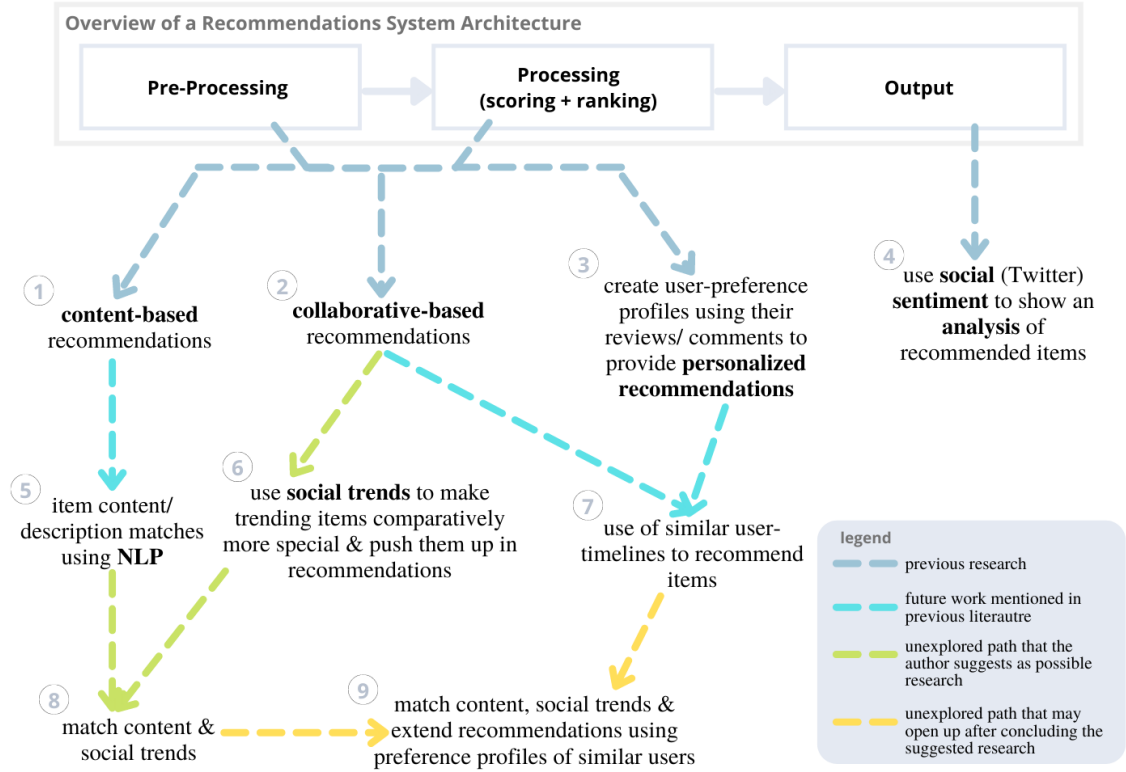 Overview of a Recommendations System Architecture
Pre-Processing
Processing
(scoring + ranking)
Output
1
content-based
recommendations
2
collaborative-based
recommendations
3
create user-preference
profiles using their
reviews/ comments to
provide personalized
recommendations
4
use social (Twitter)
sentiment to show an
analysis of
recommended items
5
item content/
description matches
using NLP
6
use social trends to make
trending items comparatively
more special & push them up in
recommendations
7
use of similar user-
timelines to recommend
items
8
match content &
social trends
9
match content, social trends &
extend recommendations using
preference profiles of similar users
legend
previous research
future work mentioned in
previous literautre
unexplored path that the
author suggests as possible
research
unexplored path that may
open up after concluding the
suggested research